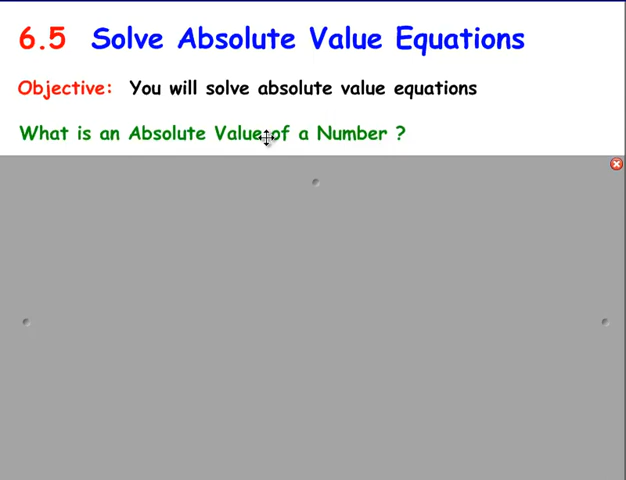 6.5 Solve Absolute Value Equations
Objective: You will solve absolute value equations
What is an Absolute Value of a Number ?